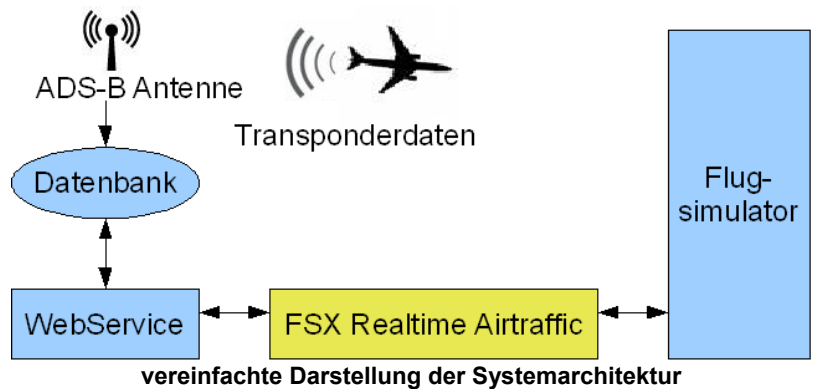 ADS-B Antenne
Transponderdaten
Datenbank
Flug-
simulator
WebService
FSX Realtime Airtraffic
vereinfachte Darstellung der Systemarchitektur